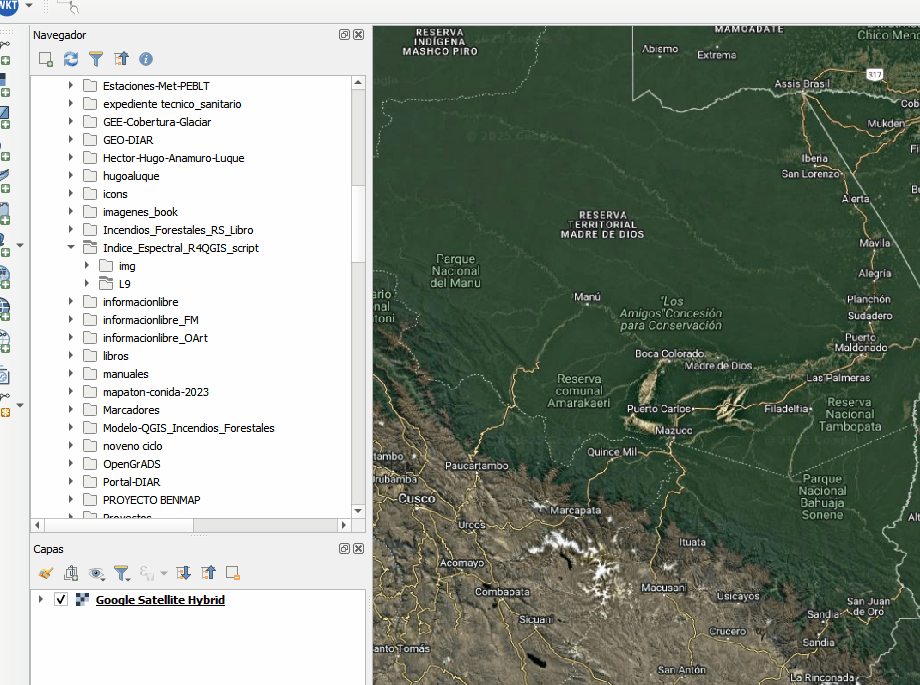 WKT
Navegador
Estaciones-Met-PEBLT
expediente tecnico_sanitario
GEE-Cobertura-Glaciar
GEO-DIAR
Hector-Hugo-Anamuro-Luque
hugoaluque
icons
imagenes_book
Incendios_Forestales_RS_Libro
Indice_Espectral_R4QGIS_script
img
L9
informacionlibre
informacionlibre_FM
informacionlibre_OArt
libros
manuales
mapaton-conida-2023
Marcadores
Modelo-QGIS_Incendios_Forestales
noveno ciclo
OpenGrADS
Portal-DIAR
PROYECTO BENMAP
Proyectos
Capas
Google Satellite Hybrid
RESERVA
INDÍGENA
MASHCO PIRO
MAMOADATE
Chico Mend
Abismo
Extrema
317
Assis Brasil
Cob
Mukden
Iberia
San Lorenzo
Alerta
RESERVA
TERRITORIAL
MADRE DE DIOS
Mavila
Parque
Nacional
del Manu
Alegria
Manú
'Los
Amigos'Concesión
para Conservación
Planchón
Sudadero
Puerto
Maldonado
Boca Colorado
Madre de Dios
Las Palmeras
Reserva
comunal
Amarakaeri
Puerto Carlos
Filadelfia
Reserva
Nacional
Tambopata
Mazuco
Quince Mil
Paucartambo
Urubamba
Cusco
Parque
Nacional
Bahuaja
Sonene
Marcapata
Urcos
Ituata
Acomayo
Combapata
Macusani
Usicayos
San Juan
de Oro
Sandia
Sicuani
Crucero
Sandia
anto Tomás
San Antón
La Rinconada